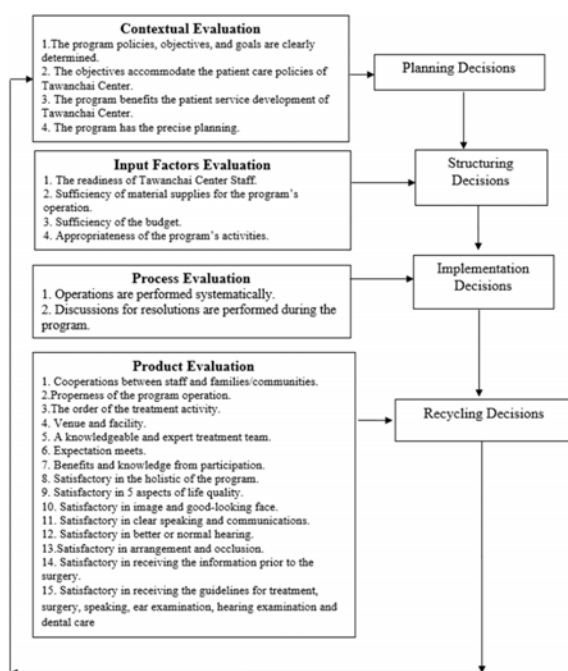 Contextual Evaluation
1.The program policies, objectives, and goals are clearly
determined.
2. The objectives accommodate the patient care policies of
Tawanchai Center.
3. The program benefits the patient service development of
Tawanchai Center.
4. The program has the precise planning.
Planning Decisions
Input Factors Evaluation
1. The readiness of Tawanchai Center Staff.
2. Sufficiency of material supplies for the program's
operation.
3. Sufficiency of the budget.
4. Appropriateness of the program's activities.
Structuring
Decisions
Process Evaluation
1. Operations are performed systematically.
2. Discussions for resolutions are performed during the
program.
Implementation
Decisions
Product Evaluation
1. Cooperations between staff and families/communities.
2.Properness of the program operation.
3.The order of the treatment activity.
4. Venue and facility.
5. A knowledgeable and expert treatment team.
6. Expectation meets.
7. Benefits and knowledge from participation.
8. Satisfactory in the holistic of the program.
9. Satisfactory in 5 aspects of life quality.
10. Satisfactory in image and good-looking face.
11. Satisfactory in clear speaking and communications.
12. Satisfactory in better or normal hearing.
13.Satisfactory in arrangement and occlusion.
14. Satisfactory in receiving the information prior to the
surgery.
15. Satisfactory in receiving the guidelines for treatment,
surgery, speaking, ear examination, hearing examination and
dental care
Recycling Decisions